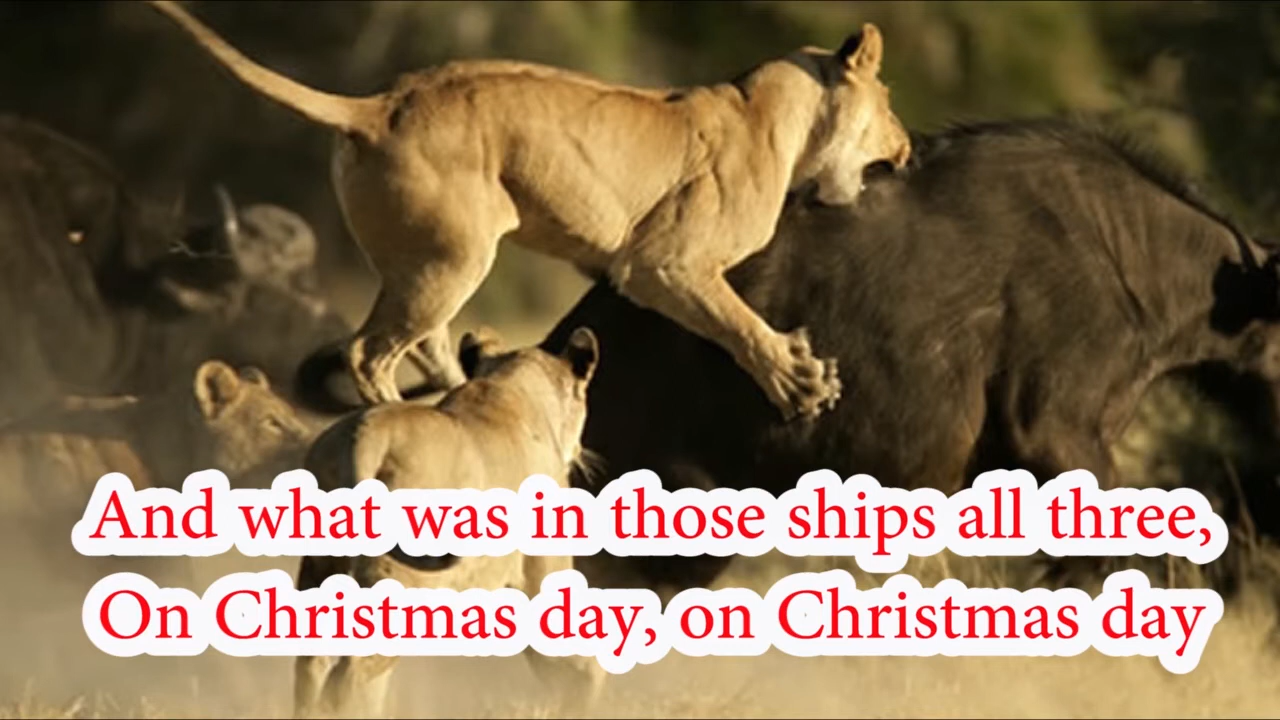 And what was in those ships all three,
On Christmas day, on Christmas day